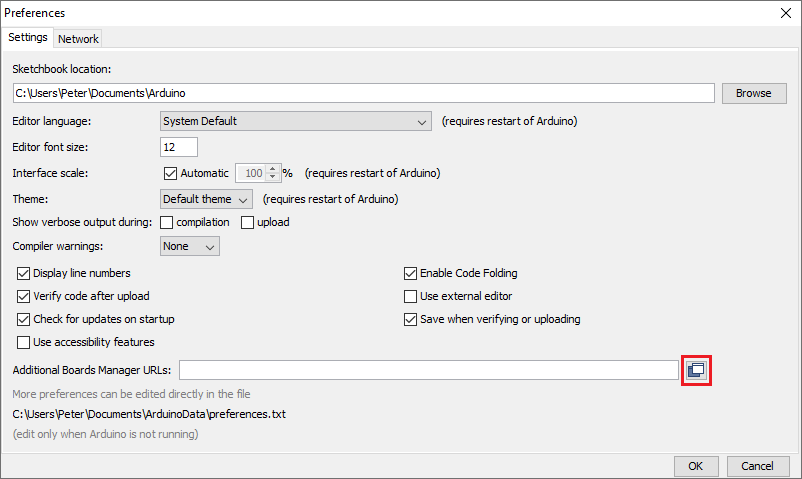 Preferences
Settings Network
Sketchbook location:
C:\Users\Peter\Documents\Arduino Browse
Editor language: System Default (requires restart of Arduino)
Editor font size: 12
Interface scale: Automatic 100 % (requires restart of Arduino)
Theme: Default theme (requires restart of Arduino)
Show verbose output during: compilation upload
Compiler warnings: None
Display line numbers Enable Code Folding
Verify code after upload Use external editor
Check for updates on startup Save when verifying or uploading
Use accessibility features
Additional Boards Manager URLs:
More preferences can be edited directly in the file
C:\Users\Peter\Documents\ArduinoData\preferences.txt
(edit only when Arduino is not running)
OK Cancel